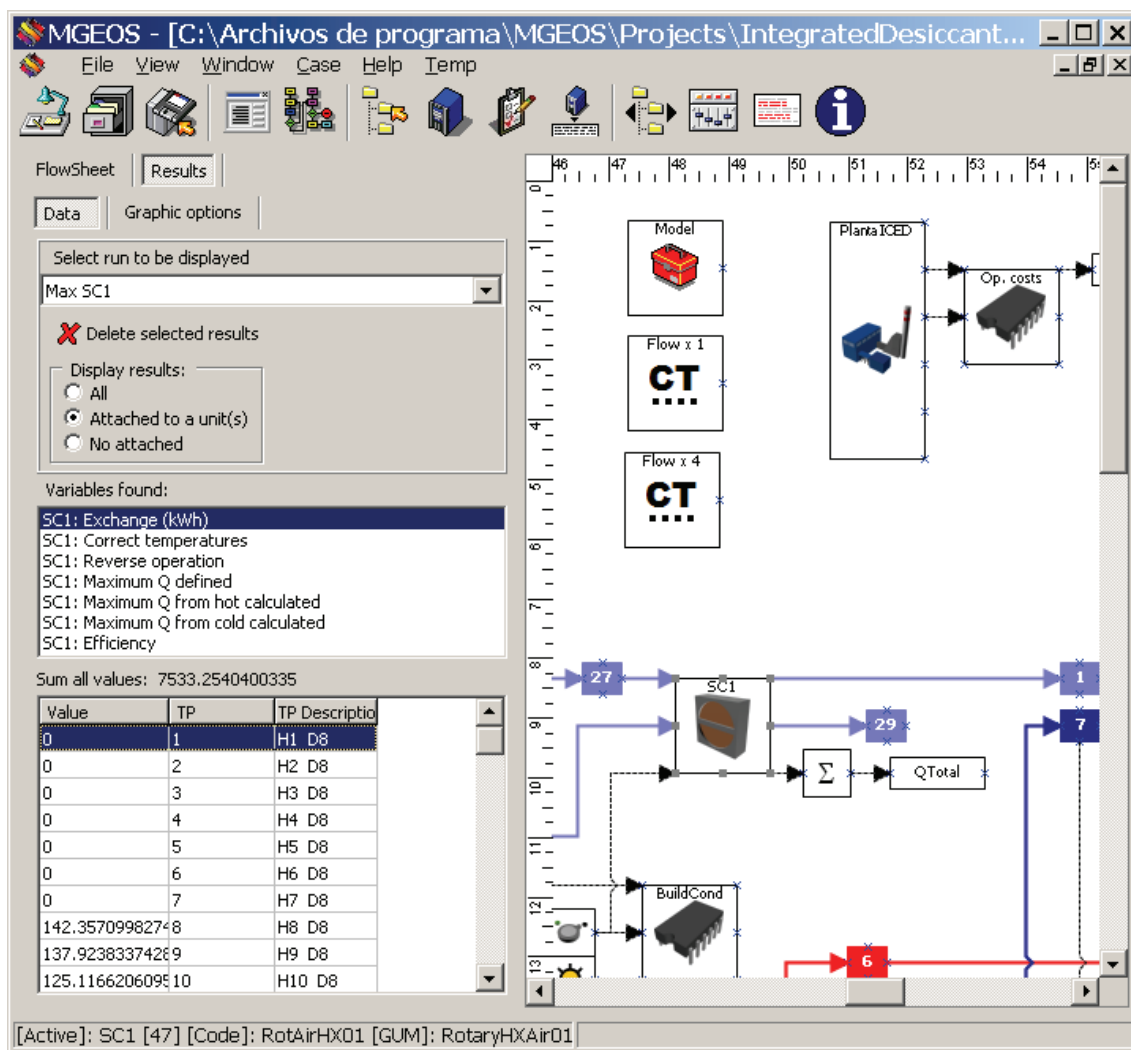 MGEOS - [C:\Archivos de programa\MGEOS\Projects\IntegratedDesiccant...
File View Window Case Help Temp
FlowSheet Results
Data Graphic options
Select run to be displayed
Max SC1
Delete selected results
Display results:
All
Attached to a unit(s)
No attached
Variables found:
SC1: Exchange (kWh)
SC1: Correct temperatures
SC1: Reverse operation
SC1: Maximum Q defined
SC1: Maximum Q from hot calculated
SC1: Maximum Q from cold calculated
SC1: Efficiency
Sum all values: 7533.2540400335
Value TP TP Descriptio
0 1 H1 D8
0 2 H2 D8
0 3 H3 D8
0 4 H4 D8
0 5 H5 D8
0 6 H6 D8
0 7 H7 D8
142.3570998274 8 H8 D8
137.9238337428 9 H9 D8
125.1166206095 10 H10 D8
46 47 48 49 50 51 52 53 54
0
1
2
3
4
5
6
7
8
9
10
11
12
13
Model
Planta ICED
Op. costs
Flow x 1
CT
Flow x 4
CT
27
SC1
1
29
7
Σ
QTotal
BuildCond
6
[Active]: SC1 [47] [Code]: RotAirHX01 [GUM]: RotaryHXAir01